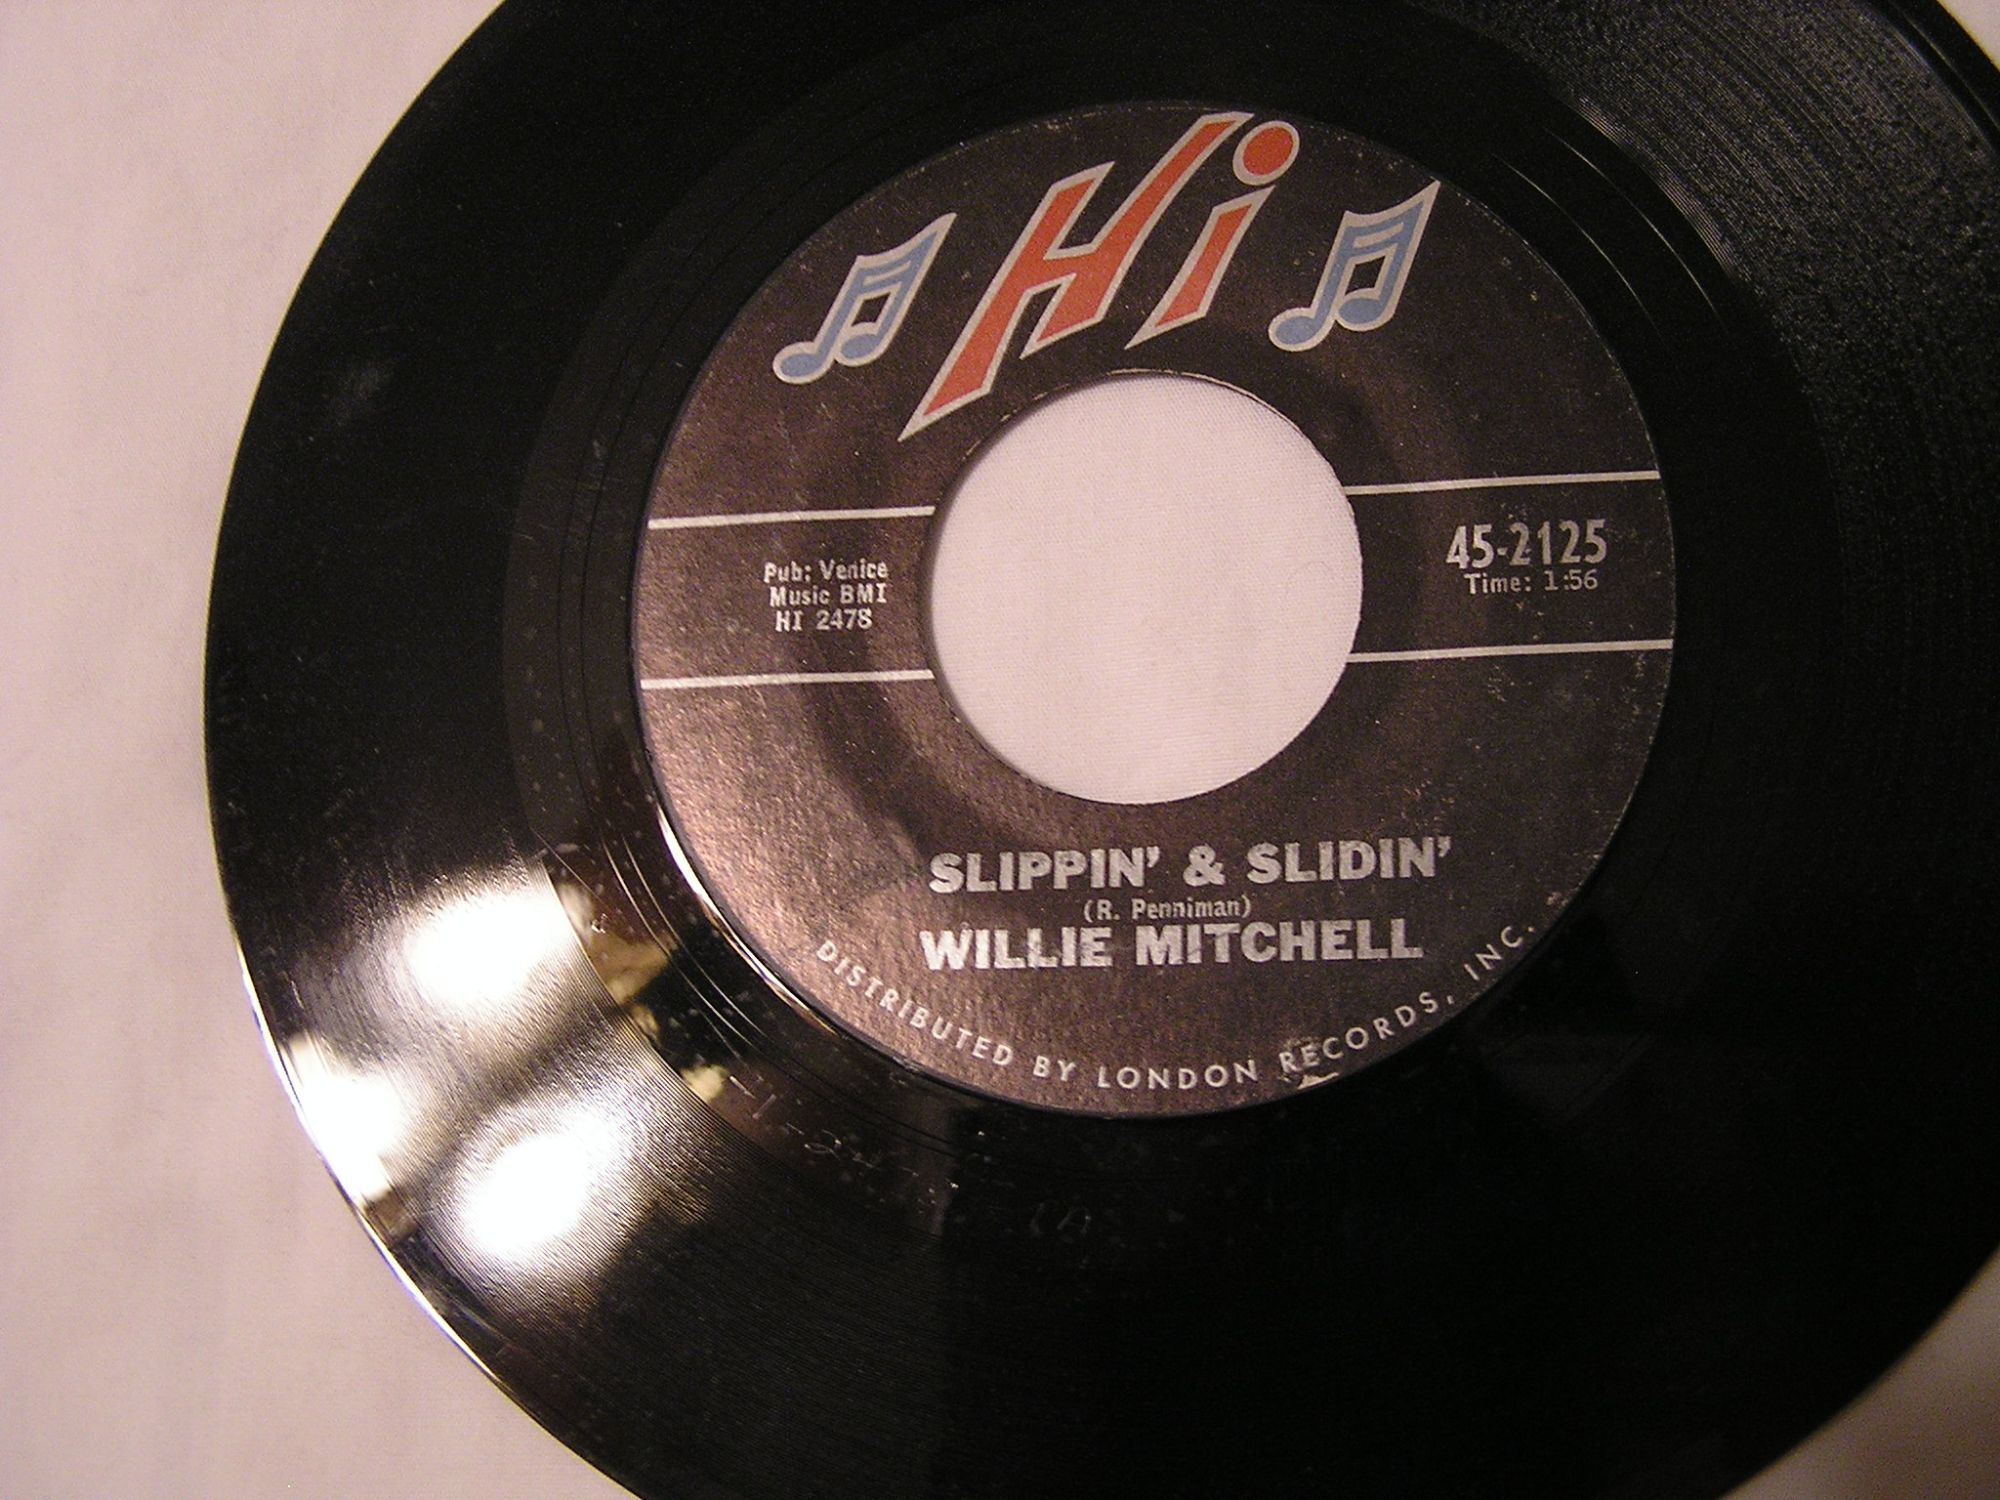 Hi
Pub: Venice
Music BMI
HI 2478
45-2125
Time: 1:56
SLIPPIN' & SLIDIN'
(R. Penniman)
WILLIE MITCHELL
DISTRIBUTED BY LONDON RECORDS, INC.